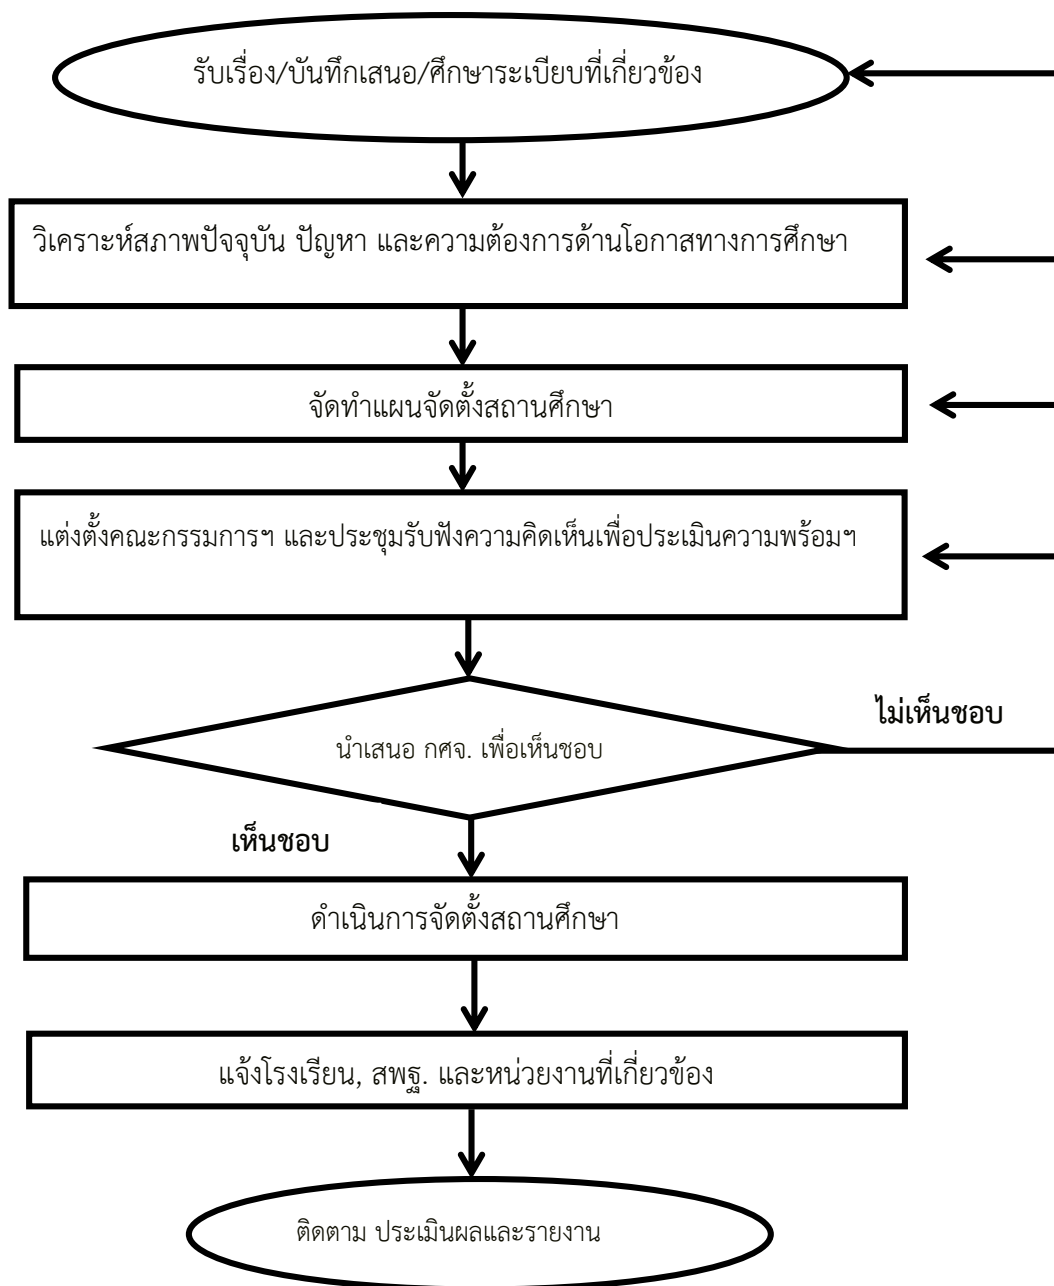 รับเรื่อง/บันทึกเสนอ/ศึกษาระเบียบที่เกี่ยวข้อง
วิเคราะห์สภาพปัจจุบัน ปัญหา และความต้องการด้านโอกาสทางการศึกษา
จัดทำแผนจัดตั้งสถานศึกษา
แต่งตั้งคณะกรรมการฯ และประชุมรับฟังความคิดเห็นเพื่อประเมินความพร้อมฯ
ไม่เห็นชอบ
นำเสนอ กศจ. เพื่อเห็นชอบ
เห็นชอบ
ดำเนินการจัดตั้งสถานศึกษา
แจ้งโรงเรียน, สพฐ. และหน่วยงานที่เกี่ยวข้อง
ติดตาม ประเมินผลและรายงาน